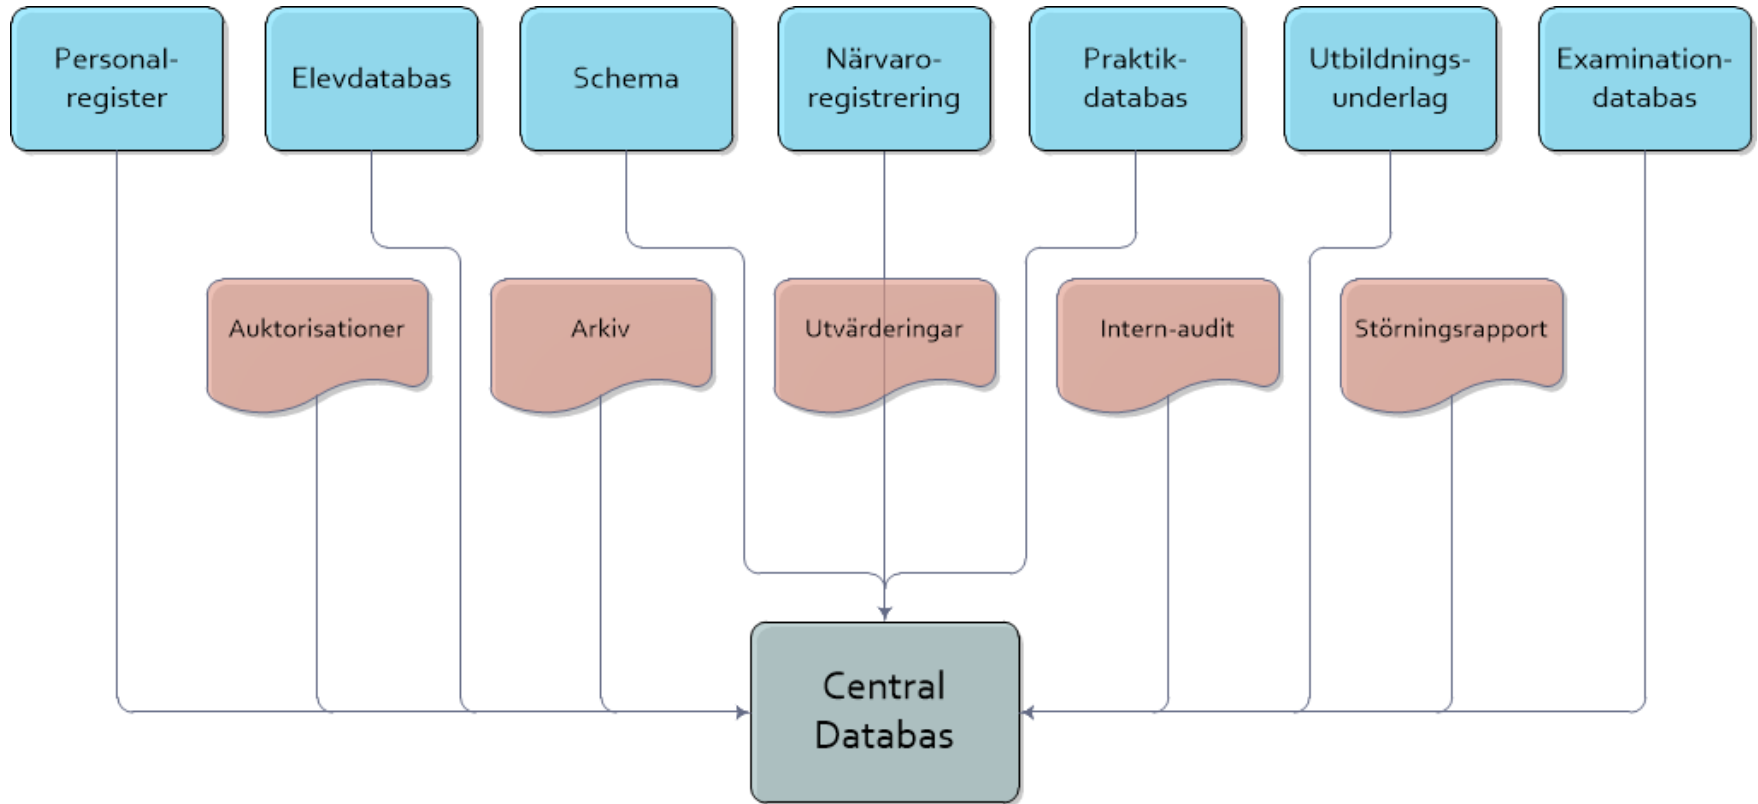 Personal-
register
Elevdatabas
Schema
Närvaro-
registrering
Praktik-
databas
Utbildnings-
underlag
Examination-
databas
Auktorisationer
Arkiv
Utvärderingar
Intern-audit
Störningsrapport
Central
Databas